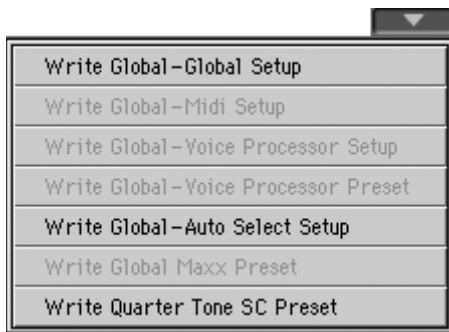 Write Global-Global Setup
Write Global-Midi Setup
Write Global-Voice Processor Setup
Write Global-Voice Processor Preset
Write Global-Auto Select Setup
Write Global Maxx Preset
Write Quarter Tone SC Preset